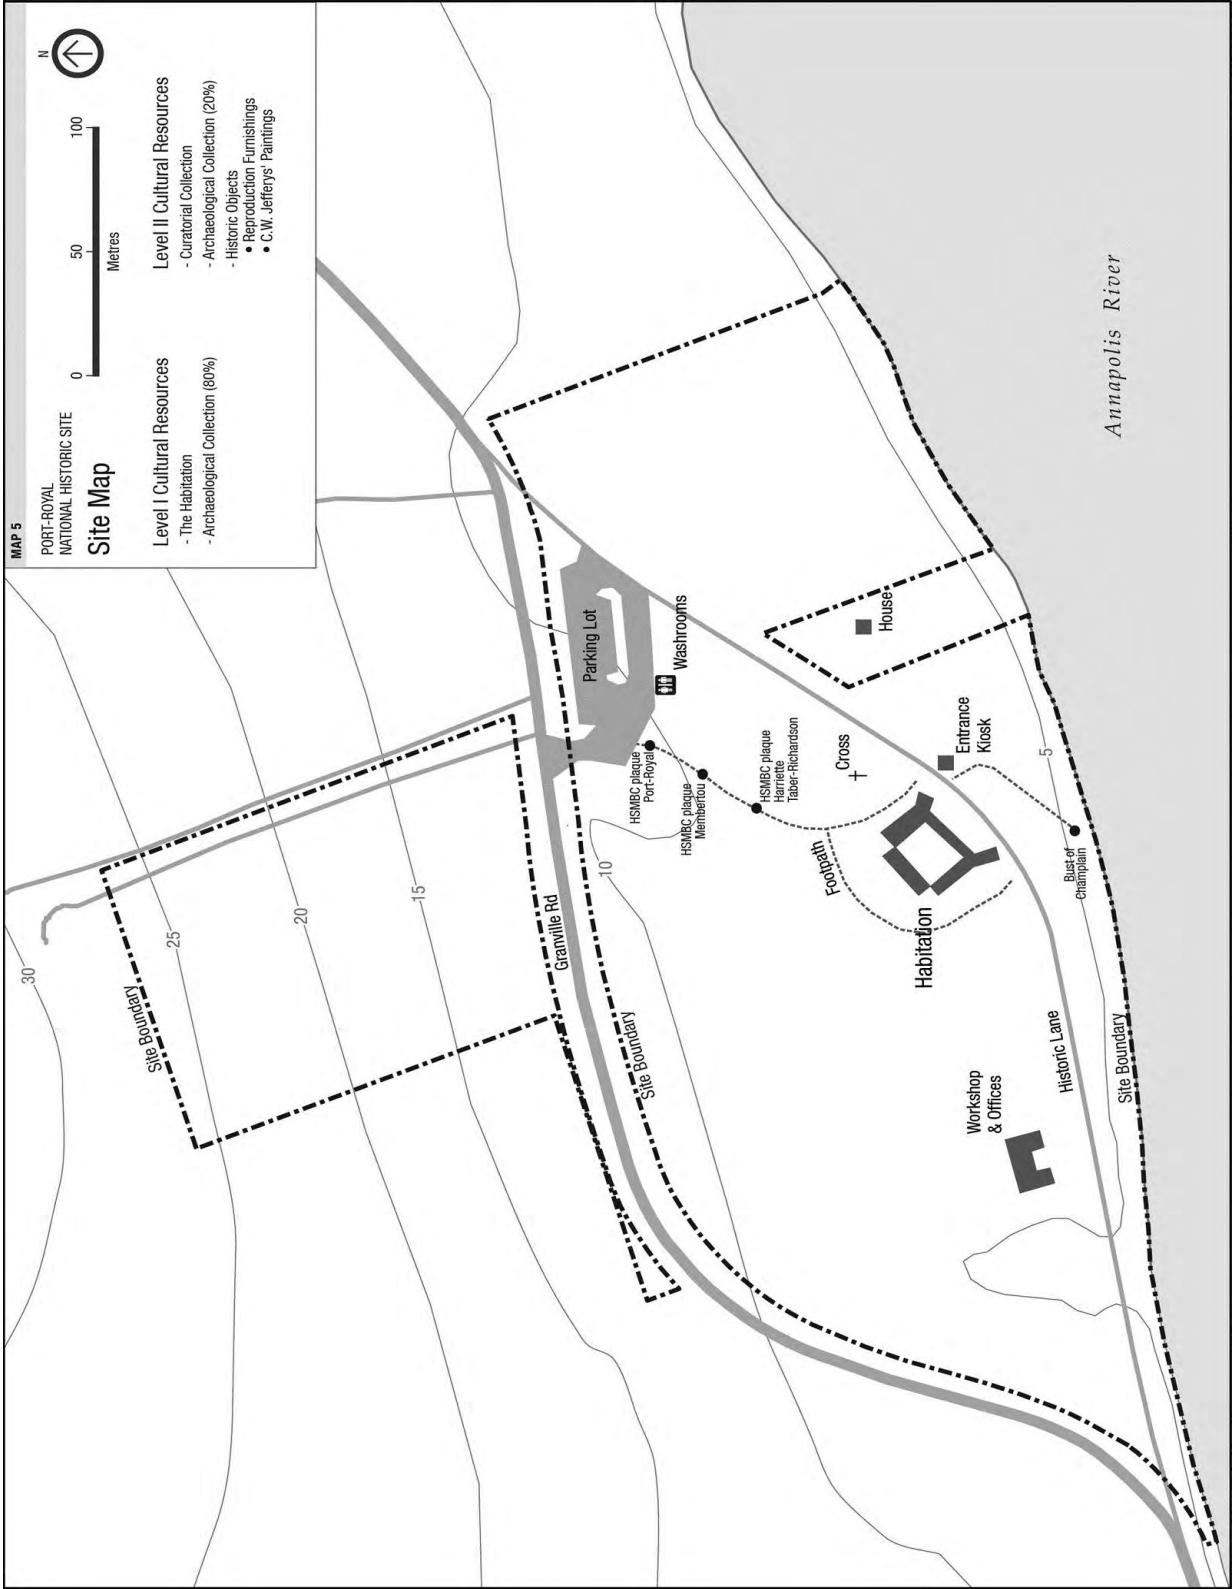 MAP 5
PORT-ROYAL
NATIONAL HISTORIC SITE
Site Map
0
50
100
Metres
N
Level I Cultural Resources
- The Habitation
- Archaeological Collection (80%)
Level II Cultural Resources
- Curatorial Collection
- Archaeological Collection (20%)
- Historic Objects
• Reproduction Furnishings
• C.W. Jefferys' Paintings
30
25
20
15
10
5
Site Boundary
Granville Rd
Site Boundary
Parking Lot
Washrooms
HSMBC plaque
Port-Royal
HSMBC plaque
Membertou
HSMBC plaque
Harriette
Taber-Richardson
Cross
Footpath
Habitation
House
Entrance
Kiosk
Bust of
Champlain
Workshop
& Offices
Historic Lane
Site Boundary
Annapolis River